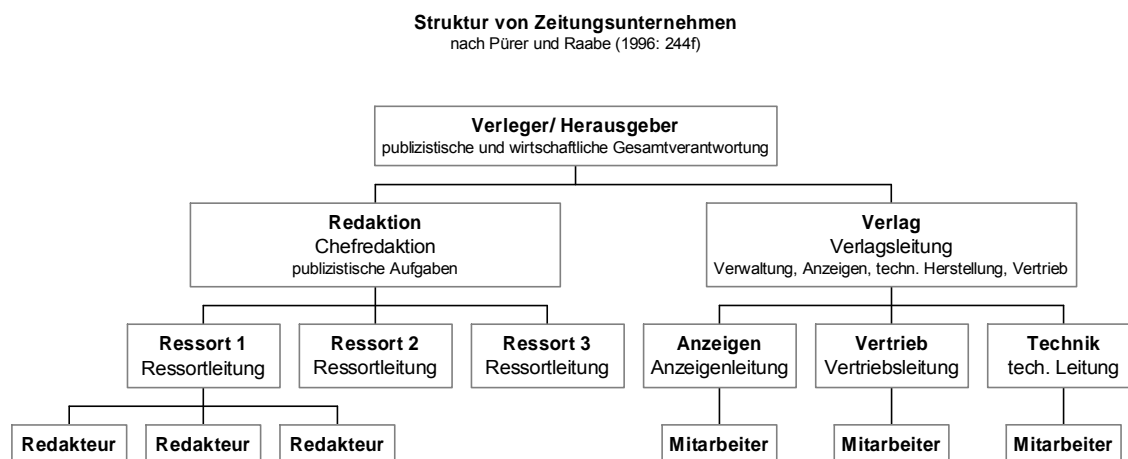 Struktur von Zeitungsunternehmen
nach Pürer und Raabe (1996: 244f)
Verleger/ Herausgeber
publizistische und wirtschaftliche Gesamtverantwortung
Redaktion
Chefredaktion
publizistische Aufgaben
Verlag
Verlagsleitung
Verwaltung, Anzeigen, techn. Herstellung, Vertrieb
Ressort 1
Ressortleitung
Ressort 2
Ressortleitung
Ressort 3
Ressortleitung
Anzeigen
Anzeigenleitung
Vertrieb
Vertriebsleitung
Technik
tech. Leitung
Redakteur
Redakteur
Redakteur
Mitarbeiter
Mitarbeiter
Mitarbeiter